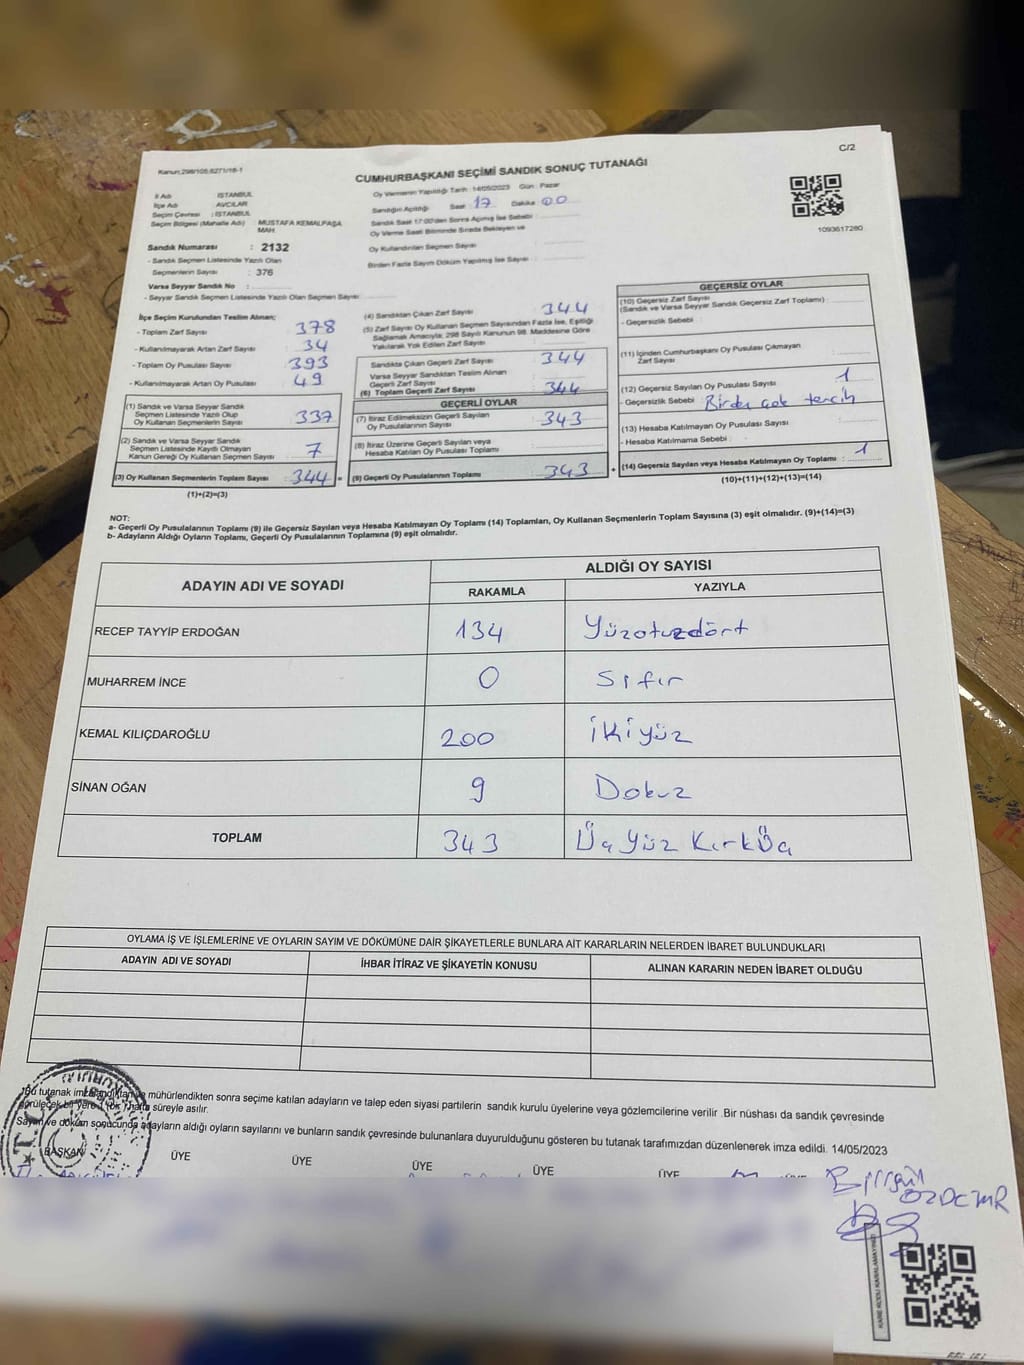 C/2
Kanun:298/105,6271/16-1
CUMHURBAŞKANI SEÇİMİ SANDIK SONUÇ TUTANAĞI
İl Adı : İSTANBUL
İlçe Adı : AVCILAR
Seçim Çevresi : İSTANBUL
Seçim Bölgesi (Mahalle Adı) : MUSTAFA KEMALPAŞA MAH.
Sandık Numarası : 2132
- Sandık Seçmen Listesinde Yazılı Olan
Seçmenlerin Sayısı : 376
Varsa Seyyar Sandık No :
- Seyyar Sandık Seçmen Listesinde Yazılı Olan Seçmen Sayısı:
Oy Vermenin Yapıldığı Tarih : 14/05/2023 Gün : Pazar
Sandığın Açıldığı Saat : 17 Dakika : 00
Sandık Saat 17:00'den Sonra Açılmış İse Sebebi :
Oy Verme Saati Bitiminde Sırada Bekleyen ve
Oy Kullandırılan Seçmen Sayısı :
Birden Fazla Sayım Döküm Yapılmış İse Sayısı :
1093617280
İlçe Seçim Kurulundan Teslim Alınan;
- Toplam Zarf Sayısı : 378
- Kullanılmayarak Artan Zarf Sayısı : 34
- Toplam Oy Pusulası Sayısı : 393
- Kullanılmayarak Artan Oy Pusulası : 49
(1) Sandık ve Varsa Seyyar Sandık
Seçmen Listesinde Yazılı Olup
Oy Kullanan Seçmenlerin Sayısı : 337
(2) Sandık ve Varsa Seyyar Sandık
Seçmen Listesinde Kayıtlı Olmayan
Kanun Gereği Oy Kullanan Seçmen Sayısı : 7
(3) Oy Kullanan Seçmenlerin Toplam Sayısı : 344 =
(1)+(2)=(3)
(4) Sandıktan Çıkan Zarf Sayısı : 344
(5) Zarf Sayısı Oy Kullanan Seçmen Sayısından Fazla İse, Eşitliği
Sağlamak Amacıyla; 298 Sayılı Kanunun 98. Maddesine Göre
Yakılarak Yok Edilen Zarf Sayısı :
Sandıkta Çıkan Geçerli Zarf Sayısı : 344
Varsa Seyyar Sandıktan Teslim Alınan
Geçerli Zarf Sayısı :
(6) Toplam Geçerli Zarf Sayısı : 344
GEÇERLİ OYLAR
(7) İtiraz Edilmeksizin Geçerli Sayılan
Oy Pusulalarının Sayısı : 343
(8) İtiraz Üzerine Geçerli Sayılan veya
Hesaba Katılan Oy Pusulası Toplamı :
(9) Geçerli Oy Pusulalarının Toplamı : 343 +
GEÇERSİZ OYLAR
(10) Geçersiz Zarf Sayısı
(Sandık ve Varsa Seyyar Sandık Geçersiz Zarf Toplamı) :
- Geçersizlik Sebebi :
(11) İçinden Cumhurbaşkanı Oy Pusulası Çıkmayan
Zarf Sayısı :
(12) Geçersiz Sayılan Oy Pusulası Sayısı : 1
- Geçersizlik Sebebi : Birden çok tercih
(13) Hesaba Katılmayan Oy Pusulası Sayısı :
- Hesaba Katılmama Sebebi :
(14) Geçersiz Sayılan veya Hesaba Katılmayan Oy Toplamı : 1
(10)+(11)+(12)+(13)=(14)
NOT:
a- Geçerli Oy Pusulalarının Toplamı (9) ile Geçersiz Sayılan veya Hesaba Katılmayan Oy Toplamı (14) Toplamları, Oy Kullanan Seçmenlerin Toplam Sayısına (3) eşit olmalıdır. (9)+(14)=(3)
b- Adayların Aldığı Oyların Toplamı, Geçerli Oy Pusulalarının Toplamına (9) eşit olmalıdır.
ADAYIN ADI VE SOYADI ALDIĞI OY SAYISI
RAKAMLA YAZIYLA
RECEP TAYYİP ERDOĞAN 134 Yüzotuzdört
MUHARREM İNCE 0 Sıfır
KEMAL KILIÇDAROĞLU 200 İkiyüz
SİNAN OĞAN 9 Dokuz
TOPLAM 343 Üç Yüz KırkÜç
OYLAMA İŞ VE İŞLEMLERİNE VE OYLARIN SAYIM VE DÖKÜMÜNE DAİR ŞİKAYETLERLE BUNLARA AİT KARARLARIN NELERDEN İBARET BULUNDUKLARI
ADAYIN ADI VE SOYADI İHBAR İTİRAZ VE ŞİKAYETİN KONUSU ALINAN KARARIN NEDEN İBARET OLDUĞU
"Bu tutanak imzalandıktan ve mühürlendikten sonra seçime katılan adayların ve talep eden siyasi partilerin sandık kurulu üyelerine veya gözlemcilerine verilir. Bir nüshası da sandık çevresinde
görülecek bir yere 1 (bir) hafta süreyle asılır.
Sayım ve döküm sonucunda adayların aldığı oyların sayılarını ve bunların sandık çevresinde bulunanlara duyurulduğunu gösteren bu tutanak tarafımızdan düzenlenerek imza edildi. 14/05/2023
BAŞKAN ÜYE ÜYE ÜYE ÜYE ÜYE ÜYE
T.C.
ÖZDEMİR
KARE KODU KARALAMAYINIZ!